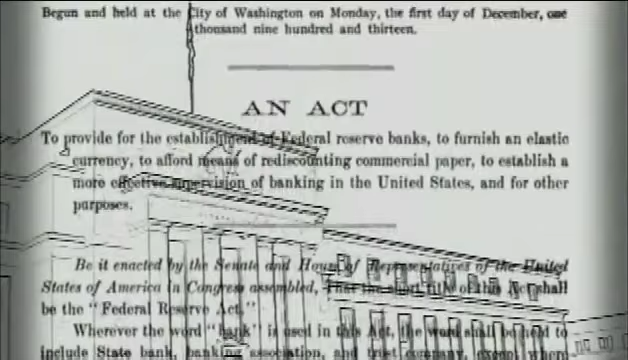 Begun and held at the City of Washington on Monday, the first day of December, one
thousand nine hundred and thirteen.
AN ACT
To provide for the establishment of Federal reserve banks, to furnish an elastic
currency, to afford means of rediscounting commercial paper, to establish a
more effective supervision of banking in the United States, and for other
purposes.
Be it enacted by the Senate and House of Representatives of the United
States of America in Congress assembled, That the short title of this Act shall
be the "Federal Reserve Act."
Wherever the word "bank" is used in this Act, the word shall be held to
include State bank, banking association, and trust company, except where